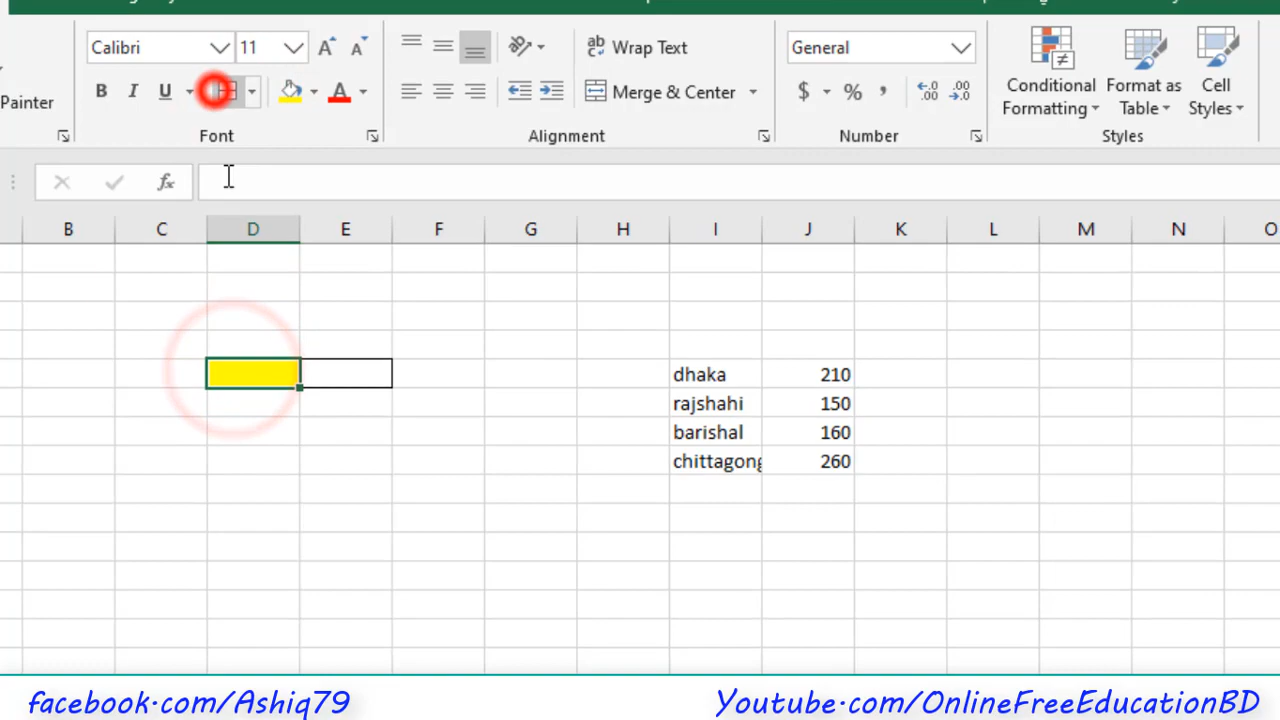 Calibri 11 Wrap Text General
Painter B I U A Merge & Center $ % , Conditional Formatting Format as Table Cell Styles
Font Alignment Number Styles
fx
B C D E F G H I J K L M N O
dhaka 210
rajshahi 150
barishal 160
chittagong 260
facebook.com/Ashiq79 Youtube.com/OnlineFreeEducationBD